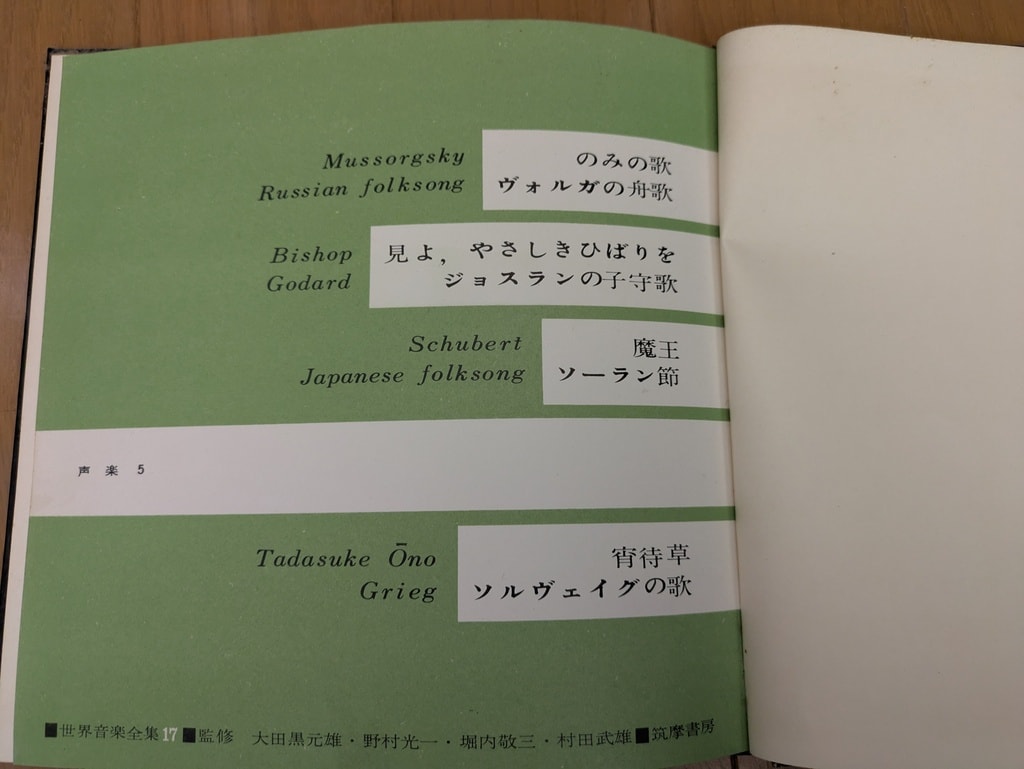 Mussorgsky のみの歌
Russian folksong ヴォルガの舟歌
Bishop 見よ，やさしきひばりを
Godard ジョスランの子守歌
Schubert 魔王
Japanese folksong ソーラン節
声楽 5
Tadasuke Ōno 宵待草
Grieg ソルヴェイグの歌
■世界音楽全集17■監修 大田黒元雄・野村光一・堀内敬三・村田武雄■筑摩書房